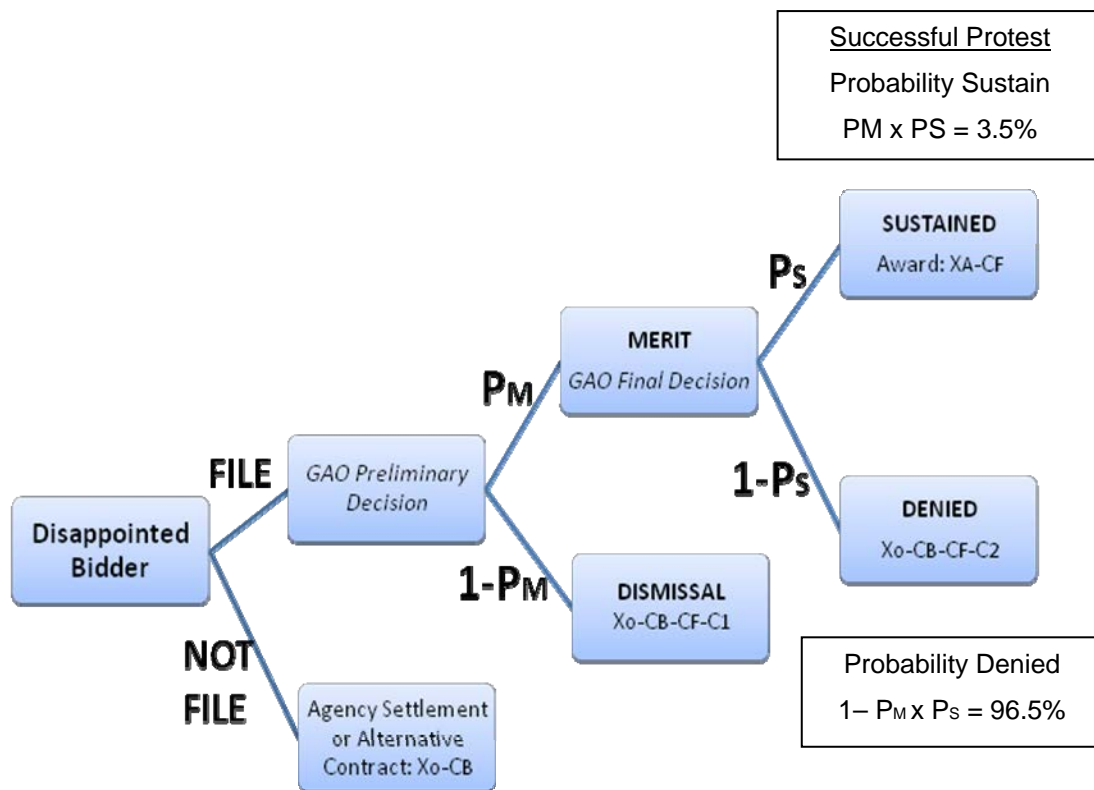 Successful Protest
Probability Sustain
PM x PS = 3.5%
SUSTAINED
Award: XA-CF
PS
MERIT
GAO Final Decision
PM
1-PS
FILE
GAO Preliminary
Decision
DENIED
Xo-CB-CF-C2
Disappointed
Bidder
1-PM
DISMISSAL
Xo-CB-CF-C1
NOT
FILE
Agency Settlement
or Alternative
Contract: Xo-CB
Probability Denied
1– PM x PS = 96.5%